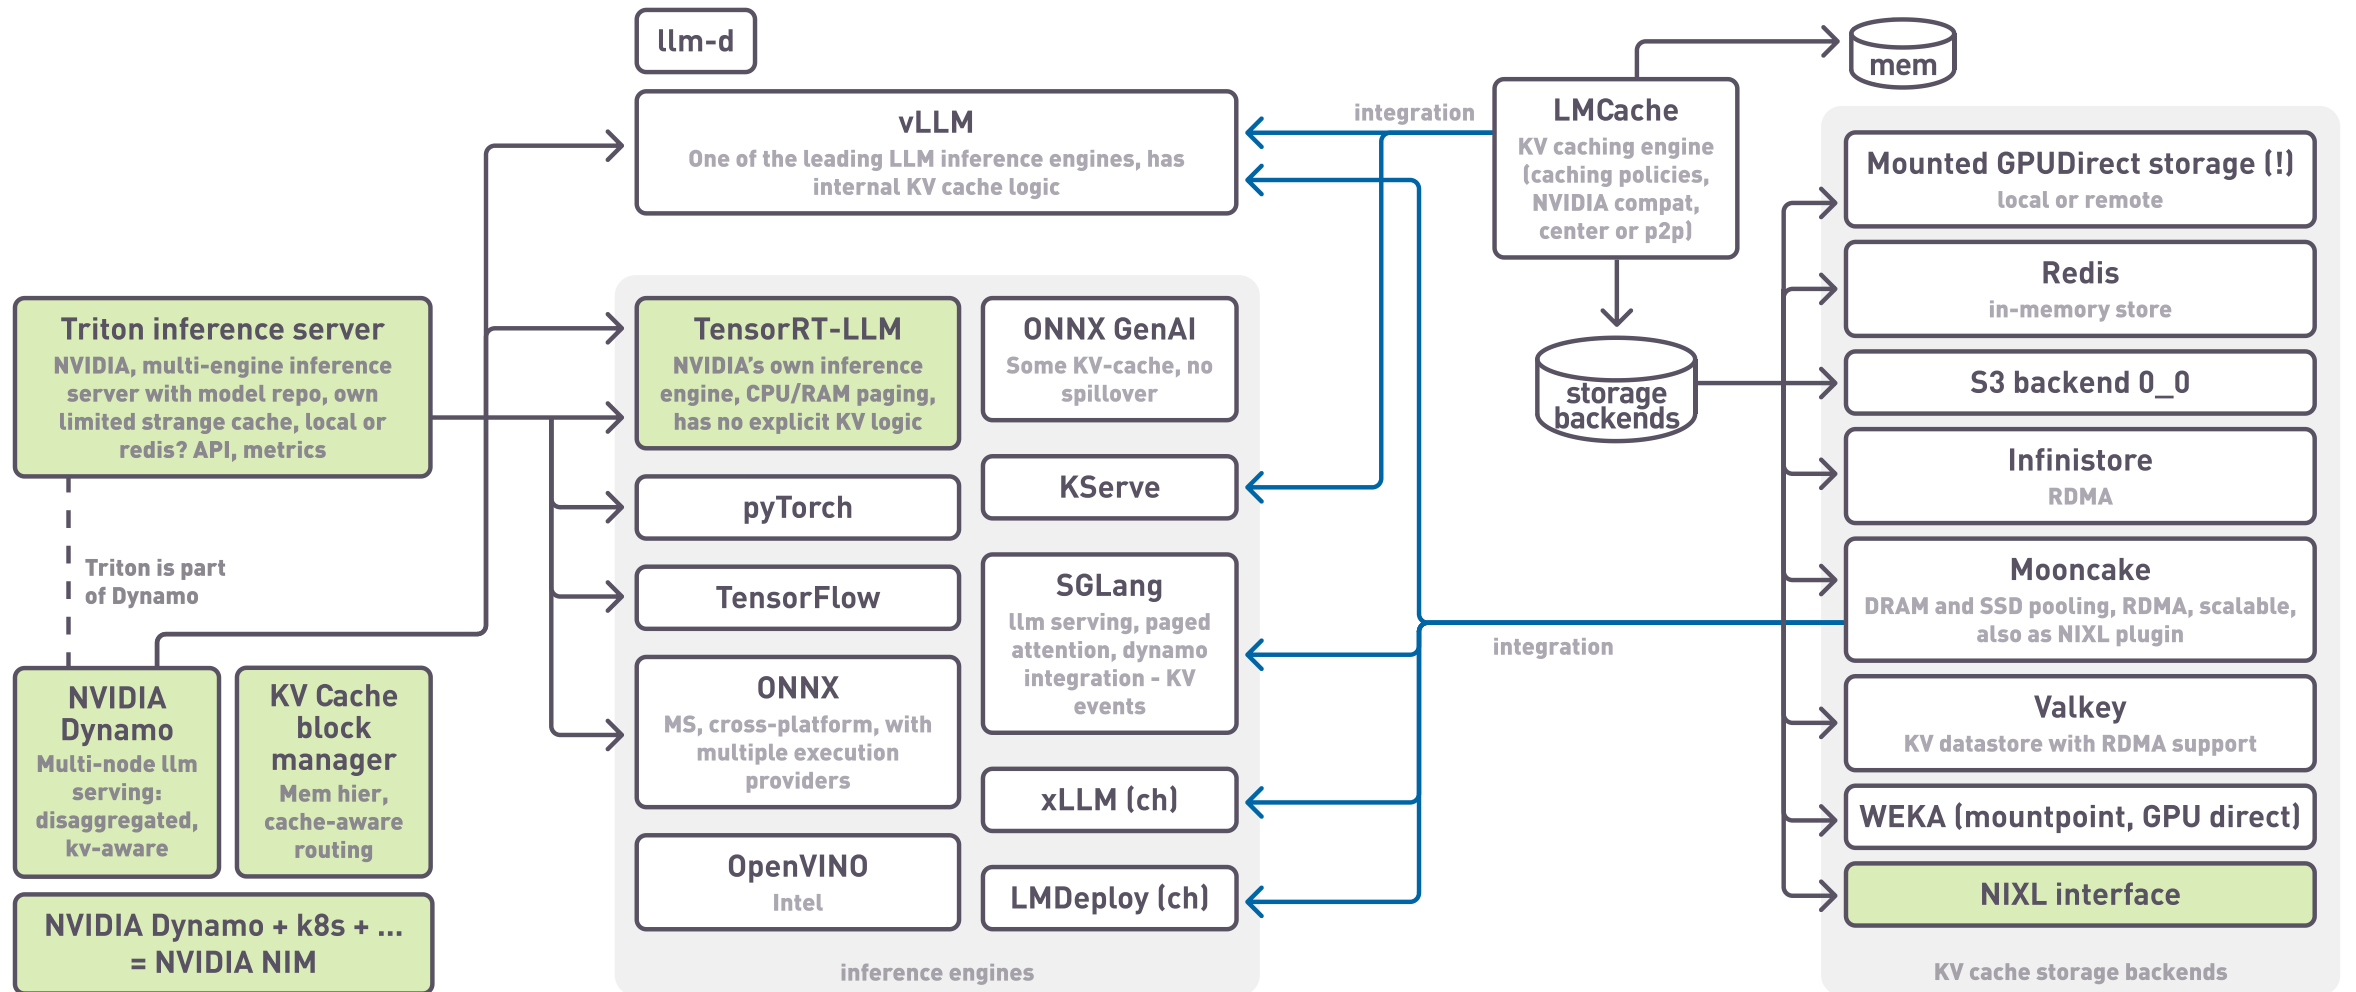 llm-d
vLLM
One of the leading LLM inference engines, has
internal KV cache logic
integration
LMCache
KV caching engine
(caching policies,
NVIDIA compat,
center or p2p)
mem
Triton inference server
NVIDIA, multi-engine inference
server with model repo, own
limited strange cache, local or
redis? API, metrics
Triton is part
of Dynamo
NVIDIA
Dynamo
Multi-node llm
serving:
disaggregated,
kv-aware
KV Cache
block
manager
Mem hier,
cache-aware
routing
NVIDIA Dynamo + k8s + ...
= NVIDIA NIM
TensorRT-LLM
NVIDIA's own inference
engine, CPU/RAM paging,
has no explicit KV logic
pyTorch
TensorFlow
ONNX
MS, cross-platform, with
multiple execution
providers
OpenVINO
Intel
ONNX GenAI
Some KV-cache, no
spillover
KServe
SGLang
llm serving, paged
attention, dynamo
integration - KV
events
xLLM (ch)
LMDeploy (ch)
inference engines
storage
backends
integration
Mounted GPUDirect storage (!)
local or remote
Redis
in-memory store
S3 backend 0_0
Infinistore
RDMA
Mooncake
DRAM and SSD pooling, RDMA, scalable,
also as NIXL plugin
Valkey
KV datastore with RDMA support
WEKA (mountpoint, GPU direct)
NIXL interface
KV cache storage backends